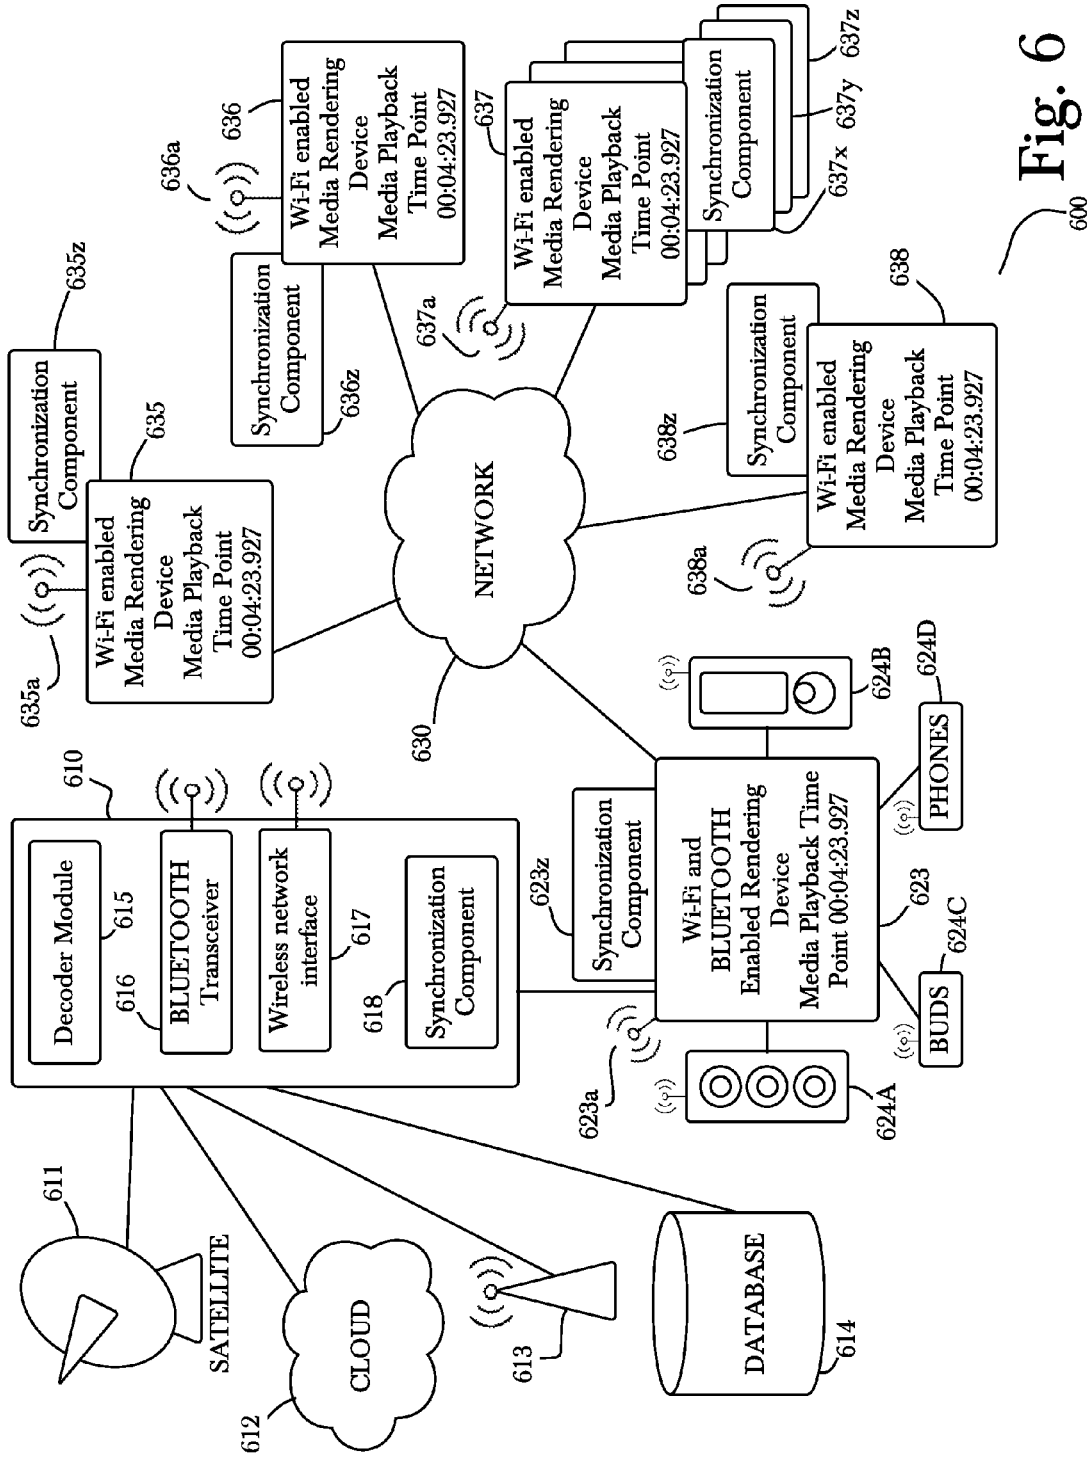 611
SATELLITE
612
CLOUD
613
DATABASE
614
610
Decoder Module
615
616
BLUETOOTH
Transceiver
Wireless network
interface
617
618
Synchronization
Component
623z
Synchronization
Component
623a
Wi-Fi and
BLUETOOTH
Enabled Rendering
Device
Media Playback Time
Point 00:04:23.927
623
624A
624B
BUDS
624C
PHONES
624D
630
NETWORK
635a
Synchronization
Component
635z
Wi-Fi enabled
Media Rendering
Device
Media Playback
Time Point
00:04:23.927
635
636a
Synchronization
Component
636z
Wi-Fi enabled
Media Rendering
Device
Media Playback
Time Point
00:04:23.927
636
637a
Wi-Fi enabled
Media Rendering
Device
Media Playback
Time Point
00:04:23.927
637
Synchronization
Component
637x
637y
637z
638z
Synchronization
Component
638a
Wi-Fi enabled
Media Rendering
Device
Media Playback
Time Point
00:04:23.927
638
600
Fig. 6